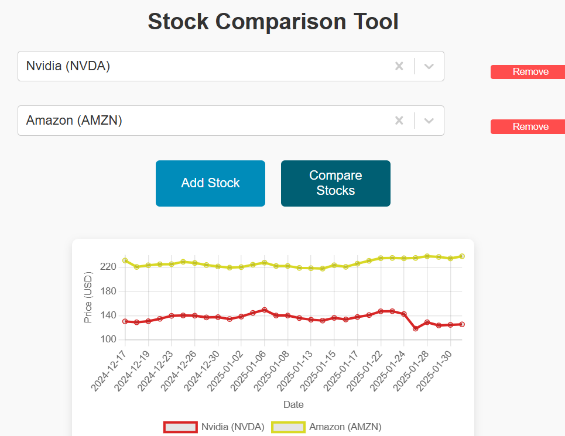 Stock Comparison Tool
Nvidia (NVDA)
Remove
Amazon (AMZN)
Remove
Add Stock
Compare
Stocks
Price (USD)
220
180
140
100
2024-12-17
2024-12-19
2024-12-23
2024-12-26
2024-12-30
2025-01-02
2025-01-06
2025-01-08
2025-01-13
2025-01-15
2025-01-17
2025-01-22
2025-01-24
2025-01-28
2025-01-30
Date
Nvidia (NVDA)
Amazon (AMZN)